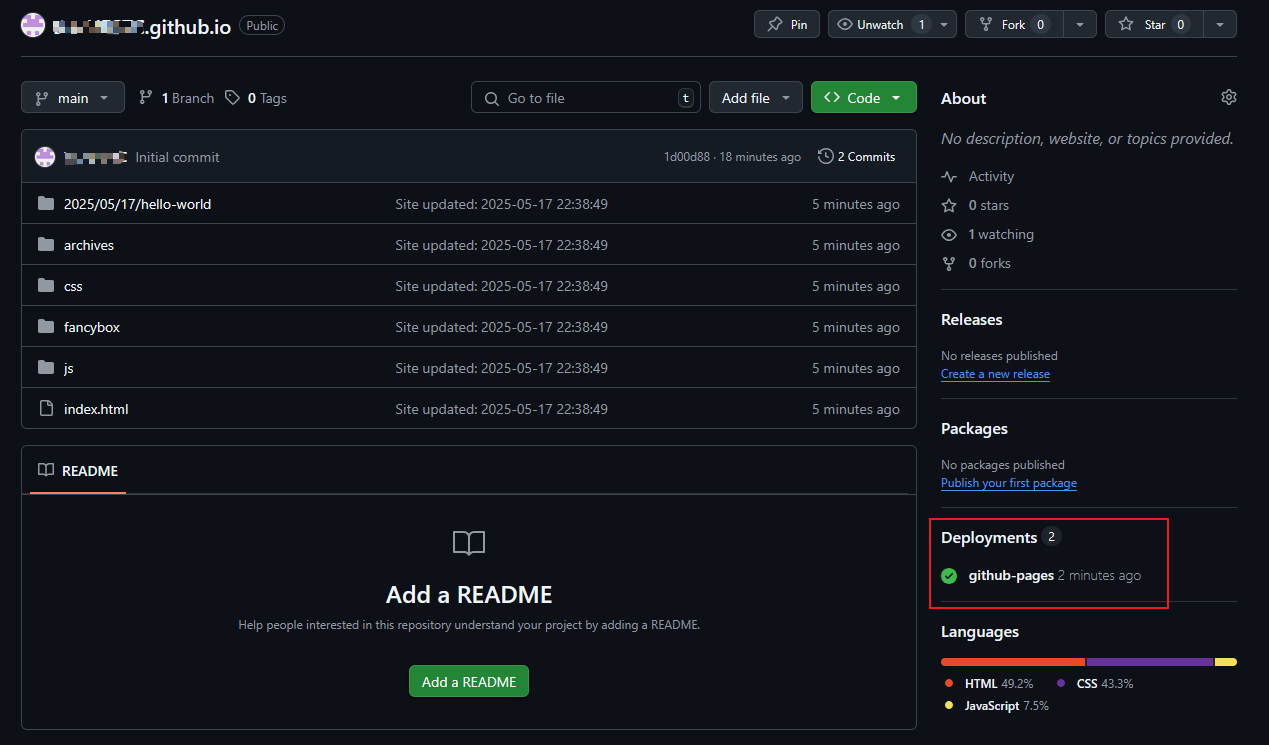 .github.io Public
Pin
Unwatch 1
Fork 0
Star 0
main
1 Branch
0 Tags
Go to file t
Add file
Code
Initial commit
1d00d88 · 18 minutes ago
2 Commits
2025/05/17/hello-world Site updated: 2025-05-17 22:38:49 5 minutes ago
archives Site updated: 2025-05-17 22:38:49 5 minutes ago
css Site updated: 2025-05-17 22:38:49 5 minutes ago
fancybox Site updated: 2025-05-17 22:38:49 5 minutes ago
js Site updated: 2025-05-17 22:38:49 5 minutes ago
index.html Site updated: 2025-05-17 22:38:49 5 minutes ago
README
Add a README
Help people interested in this repository understand your project by adding a README.
Add a README
About
No description, website, or topics provided.
Activity
0 stars
1 watching
0 forks
Releases
No releases published
Create a new release
Packages
No packages published
Publish your first package
Deployments 2
github-pages 2 minutes ago
Languages
HTML 49.2% CSS 43.3%
JavaScript 7.5%